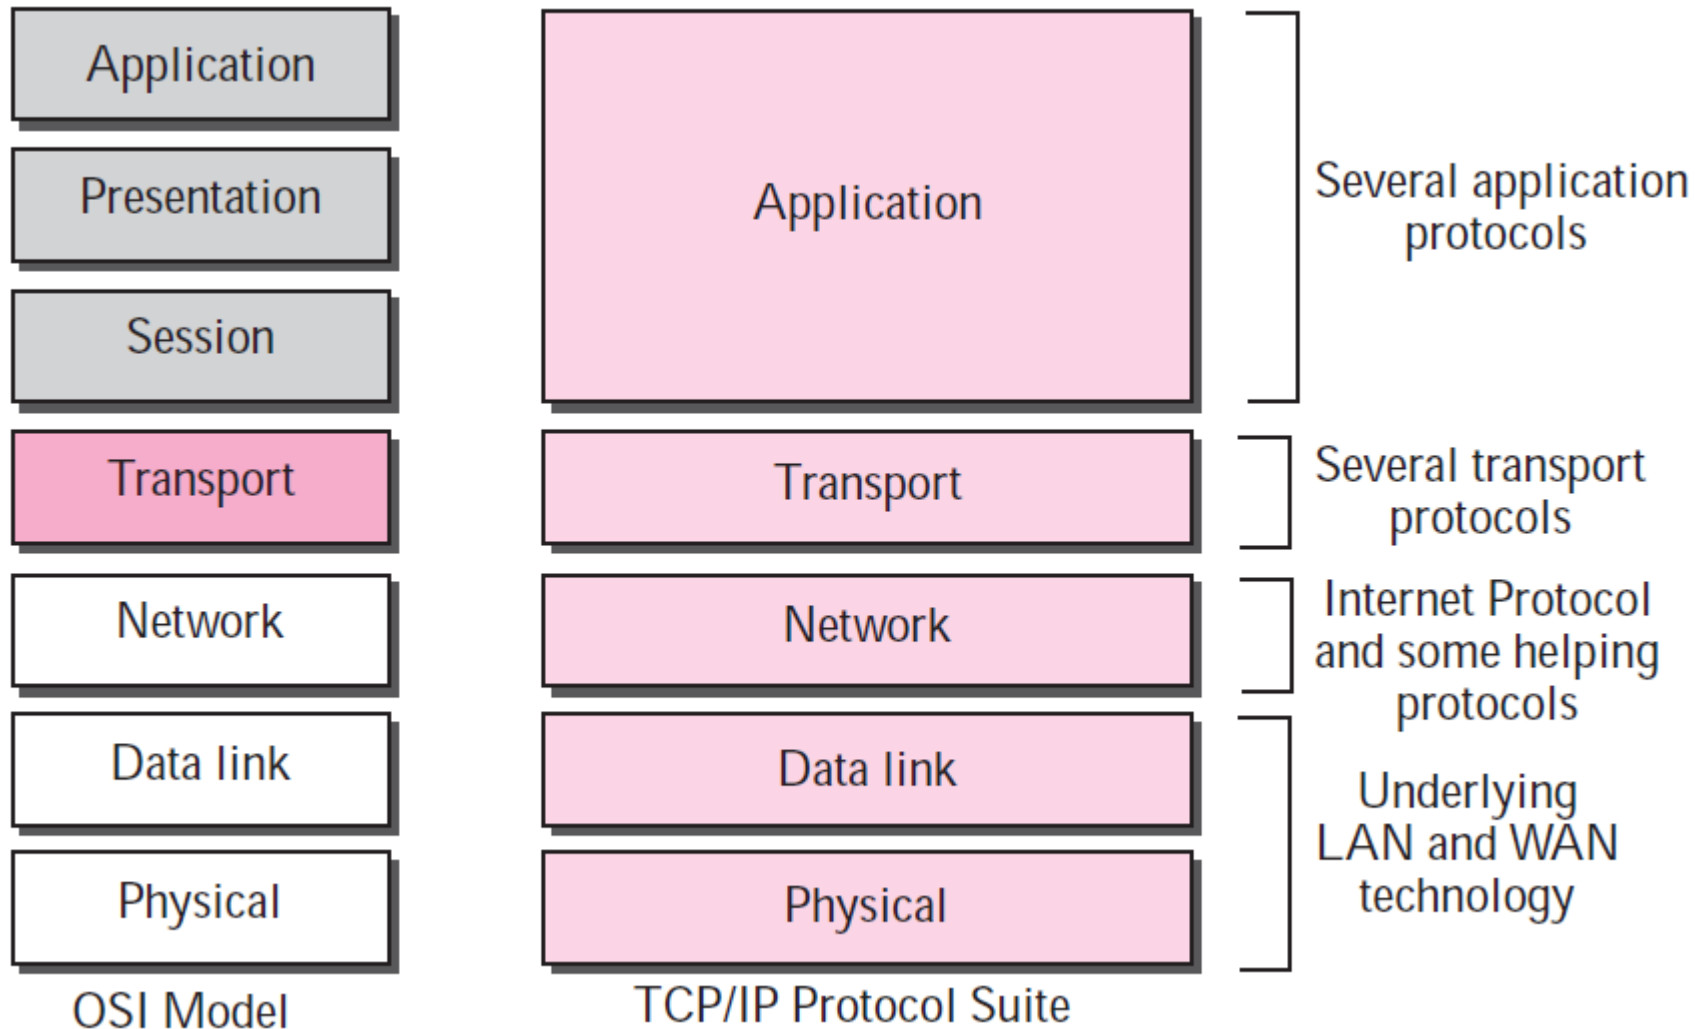 Application
Presentation
Session
Transport
Network
Data link
Physical
OSI Model
Application
Transport
Network
Data link
Physical
TCP/IP Protocol Suite
Several application
protocols
Several transport
protocols
Internet Protocol
and some helping
protocols
Underlying
LAN and WAN
technology